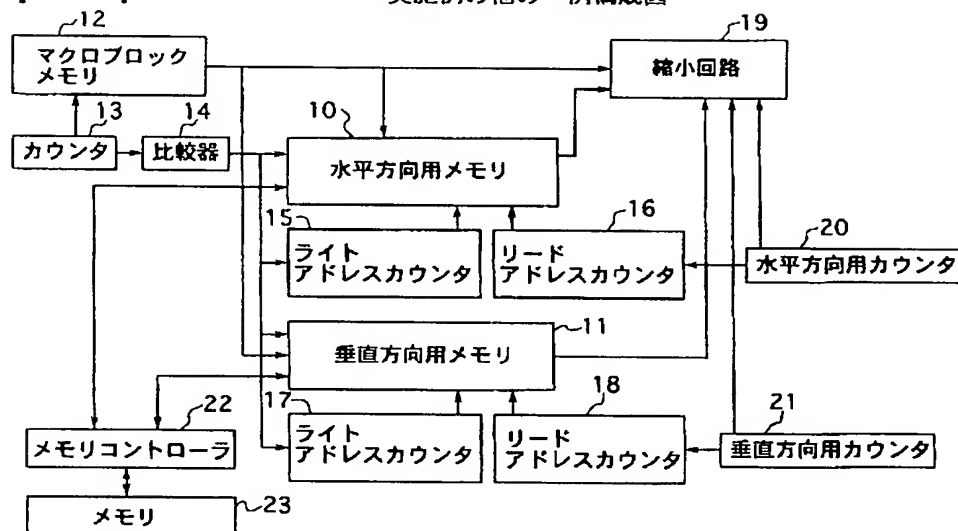 実施例の他の一例構成図
12
マクロブロック
メモリ
19
縮小回路
13
カウンタ
14
比較器
10
水平方向用メモリ
15
ライト
アドレスカウンタ
16
リード
アドレスカウンタ
20
水平方向用カウンタ
11
垂直方向用メモリ
17
ライト
アドレスカウンタ
18
リード
アドレスカウンタ
21
垂直方向用カウンタ
22
メモリコントローラ
メモリ
23